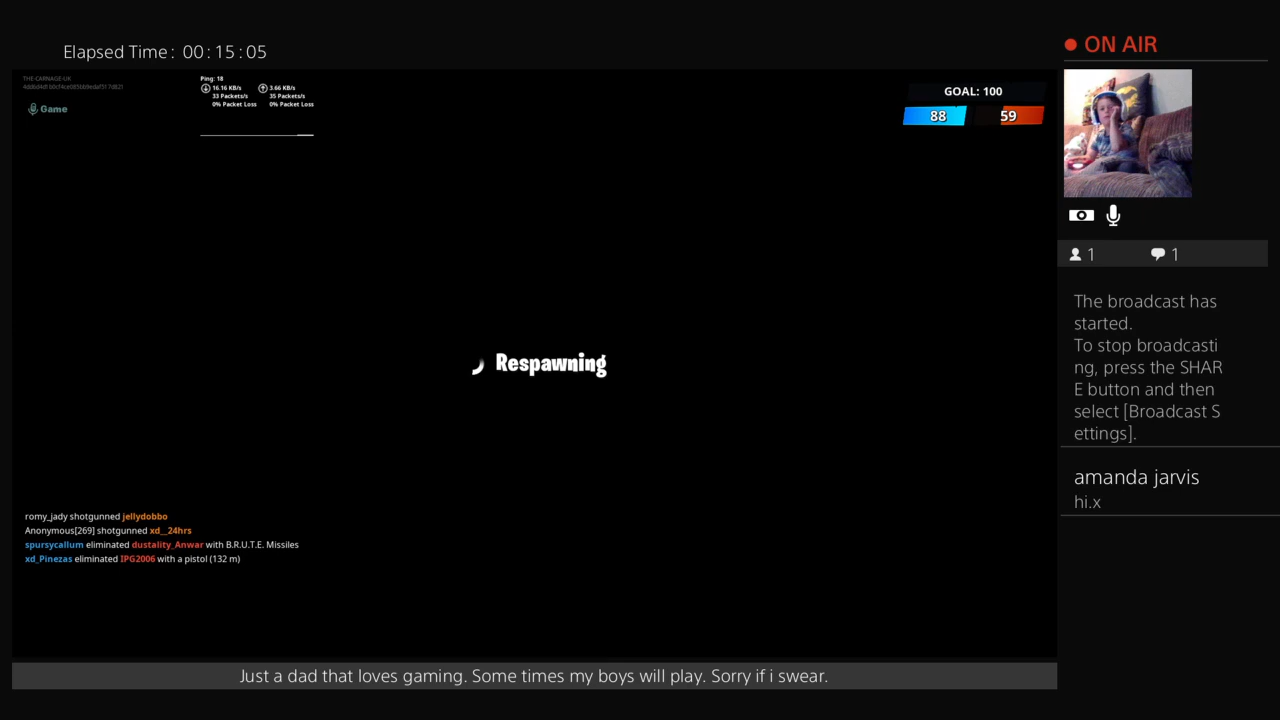 Elapsed Time: 00:15:05
ON AIR
THE-CARNAGE-UK
Ping: 18
16.16 KB/s 3.66 KB/s
33 Packets/s 35 Packets/s
0% Packet Loss 0% Packet Loss
Game
GOAL: 100
88 59
1 1
The broadcast has
started.
To stop broadcasti
ng, press the SHAR
E button and then
select [Broadcast S
ettings].
amanda jarvis
hi.x
Respawning
romy_jady shotgunned jellydobbo
Anonymous[269] shotgunned xd__24hrs
spursycallum eliminated dustality_Anwar with B.R.U.T.E. Missiles
xd_Pinezas eliminated IPG2006 with a pistol (132 m)
Just a dad that loves gaming. Some times my boys will play. Sorry if i swear.